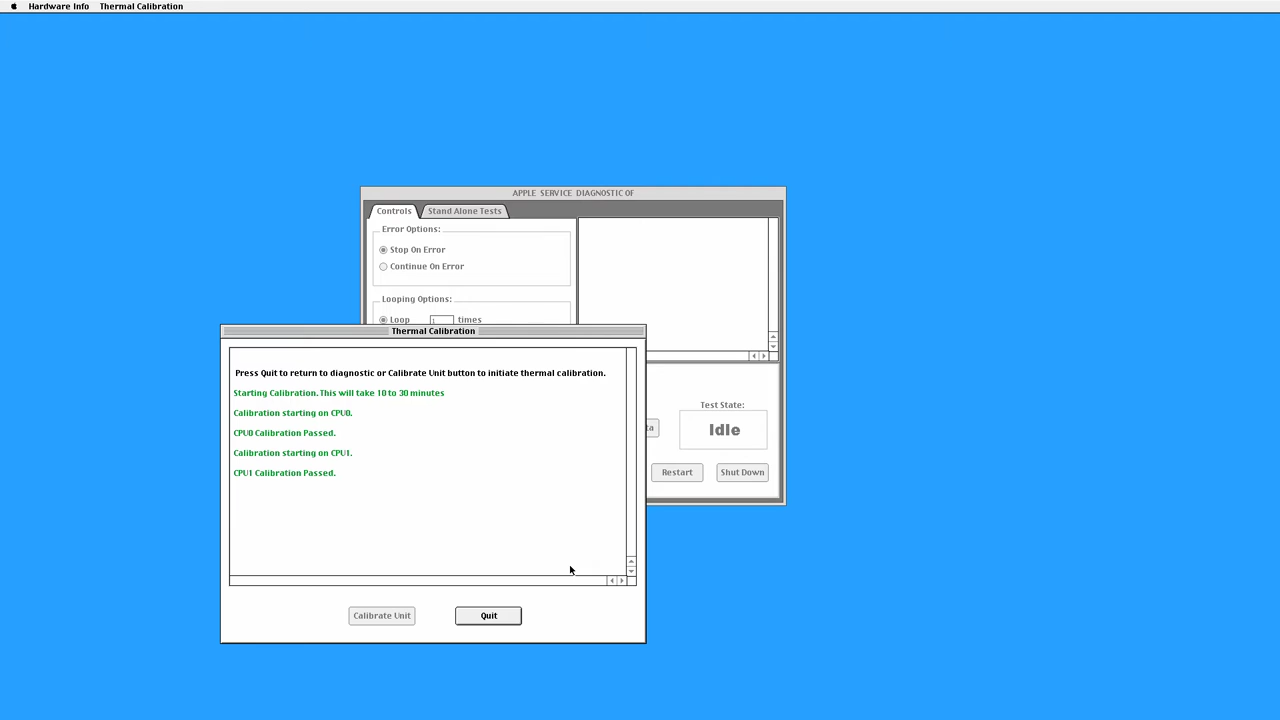 Hardware Info Thermal Calibration
APPLE SERVICE DIAGNOSTIC OF
Controls Stand Alone Tests
Error Options:
Stop On Error
Continue On Error
Looping Options:
Loop 1 times
Thermal Calibration
Press Quit to return to diagnostic or Calibrate Unit button to initiate thermal calibration.
Starting Calibration. This will take 10 to 30 minutes
Calibration starting on CPU0.
CPU0 Calibration Passed.
Calibration starting on CPU1.
CPU1 Calibration Passed.
Calibrate Unit Quit
ta
Test State:
Idle
Restart Shut Down